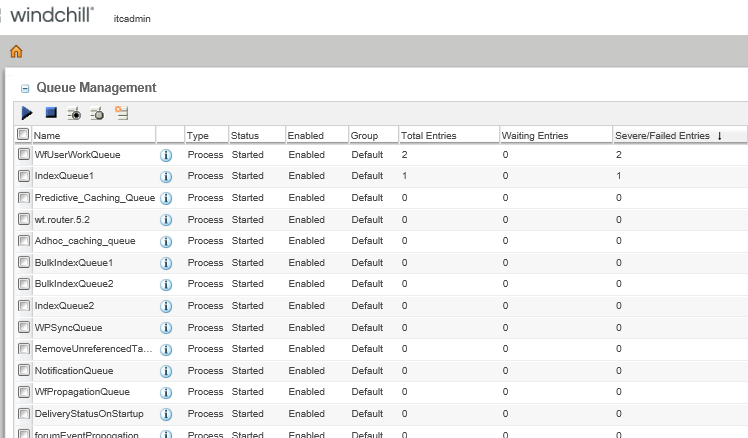 windchill itcadmin
Queue Management
Name Type Status Enabled Group Total Entries Waiting Entries Severe/Failed Entries ↓
WfUserWorkQueue Process Started Enabled Default 2 0 2
IndexQueue1 Process Started Enabled Default 1 0 1
Predictive_Caching_Queue Process Started Enabled Default 0 0 0
wt.router.5.2 Process Started Enabled Default 0 0 0
Adhoc_caching_queue Process Started Enabled Default 0 0 0
BulkIndexQueue1 Process Started Enabled Default 0 0 0
BulkIndexQueue2 Process Started Enabled Default 0 0 0
IndexQueue2 Process Started Enabled Default 0 0 0
WPSyncQueue Process Started Enabled Default 0 0 0
RemoveUnreferencedTa... Process Started Enabled Default 0 0 0
NotificationQueue Process Started Enabled Default 0 0 0
WfPropagationQueue Process Started Enabled Default 0 0 0
DeliveryStatusOnStartup Process Started Enabled Default 0 0 0
forumEventPropogation Process Started Enabled Default 0 0 0